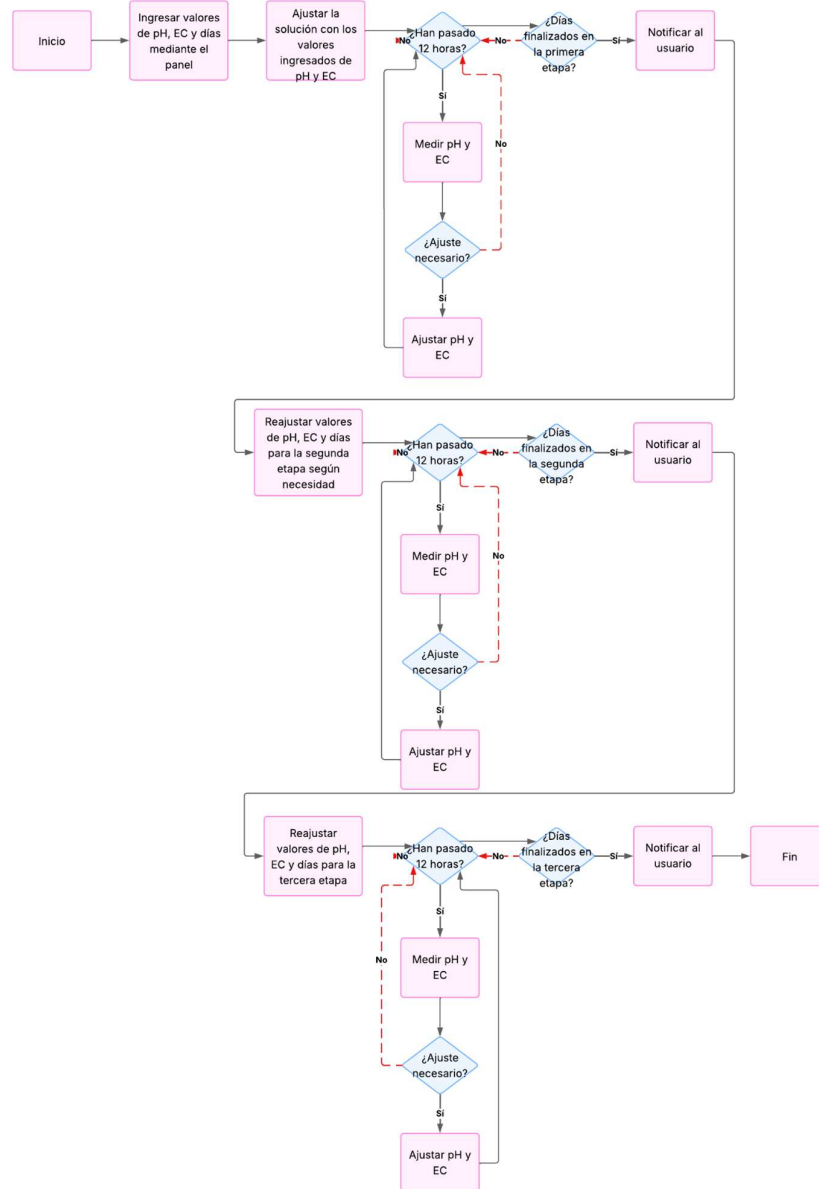 Inicio
Ingresar valores
de pH, EC y días
mediante el
panel
Ajustar la
solución con los
valores
ingresados de
pH y EC
¿Han pasado
12 horas?
No
No
¿Días
finalizados en
la primera
etapa?
Sí
Notificar al
usuario
Sí
Medir pH y
EC
No
¿Ajuste
necesario?
Sí
Ajustar pH y
EC
Reajustar valores
de pH, EC y días
para la segunda
etapa según
necesidad
¿Han pasado
12 horas?
No
No
¿Días
finalizados en
la segunda
etapa?
Sí
Notificar al
usuario
Sí
Medir pH y
EC
No
¿Ajuste
necesario?
Sí
Ajustar pH y
EC
Reajustar
valores de pH,
EC y días para la
tercera etapa
¿Han pasado
12 horas?
No
No
¿Días
finalizados en
la tercera
etapa?
Sí
Notificar al
usuario
Fin
Sí
Medir pH y
EC
No
¿Ajuste
necesario?
Sí
Ajustar pH y
EC